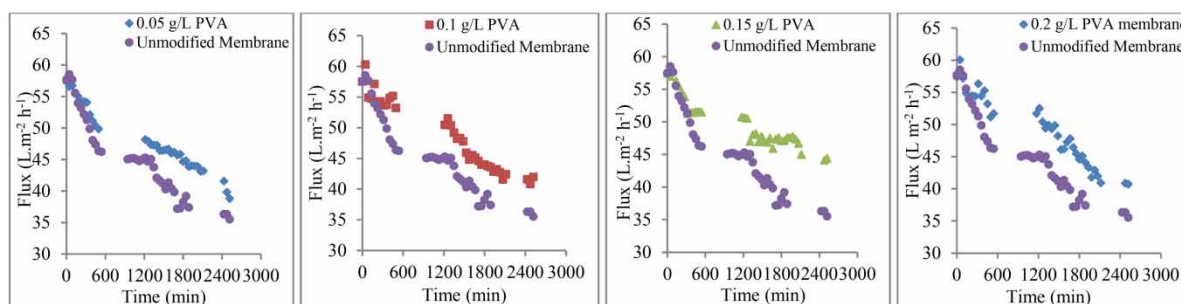 0.05 g/L PVA
Unmodified Membrane
Flux (L.m⁻² h⁻¹)
65
60
55
50
45
40
35
30
0 600 1200 1800 2400 3000
Time (min)
0.1 g/L PVA
Unmodified Membrane
Flux (L.m⁻² h⁻¹)
65
60
55
50
45
40
35
30
0 600 1200 1800 2400 3000
Time (min)
0.15 g/L PVA
Unmodified Membrane
Flux (L.m⁻² h⁻¹)
65
60
55
50
45
40
35
30
0 600 1200 1800 2400 3000
Time (min)
0.2 g/L PVA membrane
Unmodified Membrane
Flux (L m⁻² h⁻¹)
65
60
55
50
45
40
35
30
0 600 1200 1800 2400 3000
Time (min)